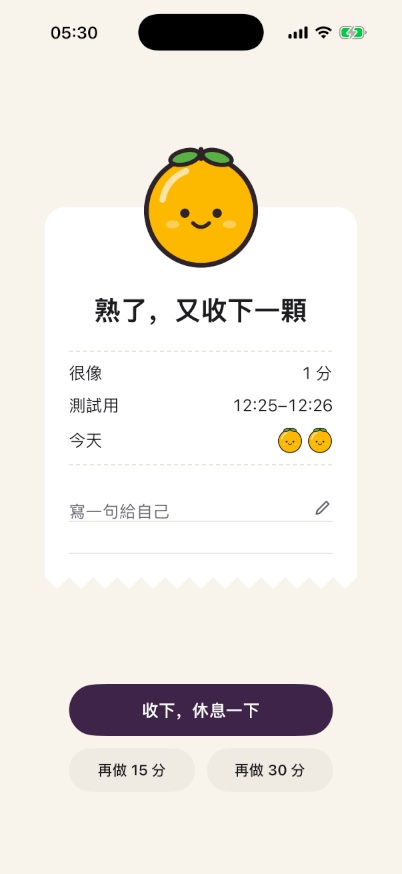 05:30
熟了，又收下一顆
很像 1 分
測試用 12:25–12:26
今天
寫一句給自己
收下，休息一下
再做 15 分 再做 30 分